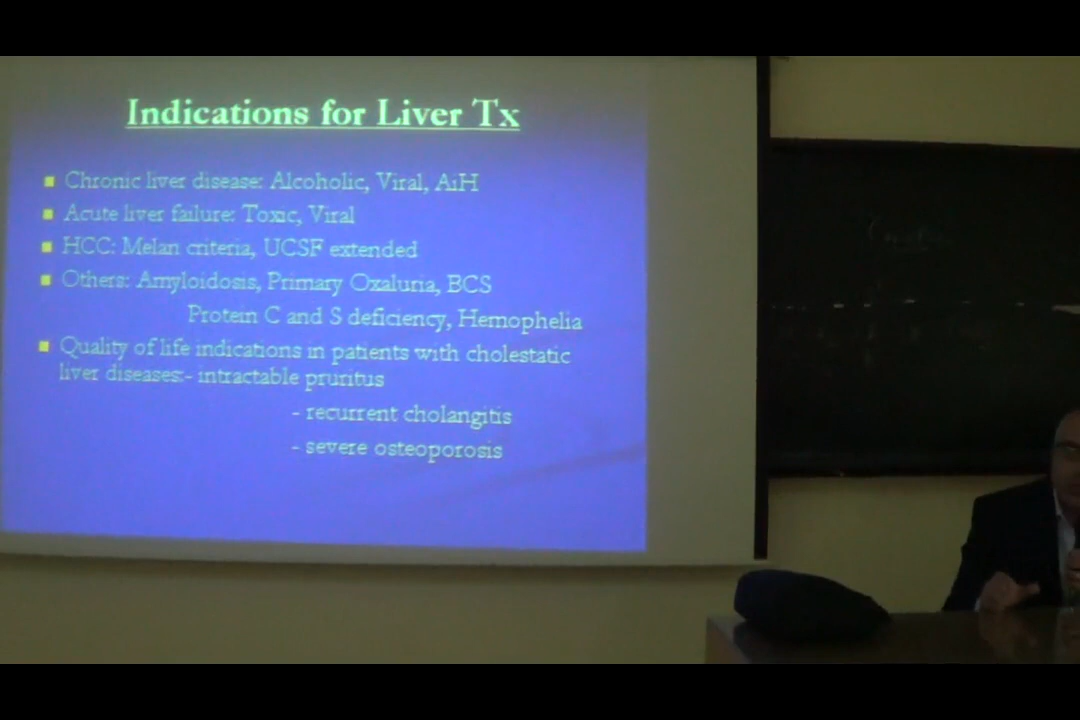 Indications for Liver Tx
Chronic liver disease: Alcoholic, Viral, AiH
Acute liver failure: Toxic, Viral
HCC: Melan criteria, UCSF extended
Others: Amyloidosis, Primary Oxaluria, BCS
Protein C and S deficiency, Hemophelia
Quality of life indications in patients with cholestatic
liver diseases:- intractable pruritus
- recurrent cholangitis
- severe osteoporosis